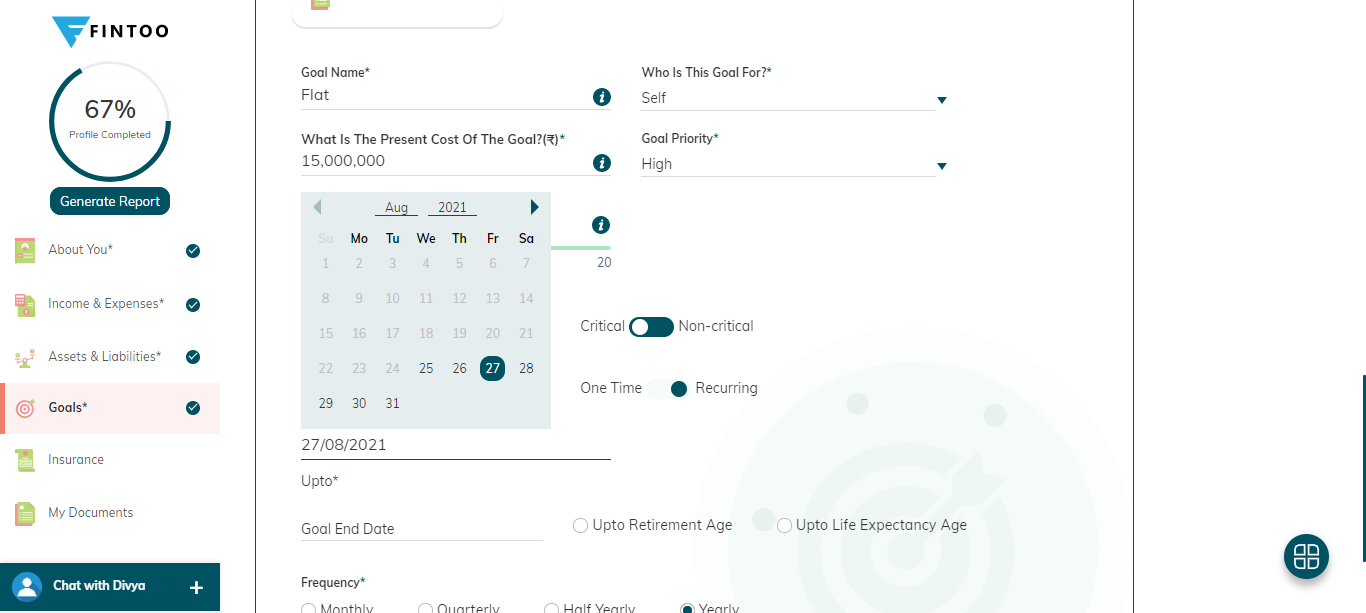 FINTOO
67%
Profile Completed
Generate Report
About You*
Income & Expenses*
Assets & Liabilities*
Goals*
Insurance
My Documents
Chat with Divya +
Goal Name*
Flat
Who Is This Goal For?*
Self
What Is The Present Cost Of The Goal?(₹)*
15,000,000
Goal Priority*
High
Aug 2021
Su Mo Tu We Th Fr Sa
1 2 3 4 5 6 7
8 9 10 11 12 13 14
15 16 17 18 19 20 21
22 23 24 25 26 27 28
29 30 31
20
Critical Non-critical
One Time Recurring
27/08/2021
Upto*
Goal End Date
Upto Retirement Age Upto Life Expectancy Age
Frequency*
Monthly Quarterly Half Yearly Yearly